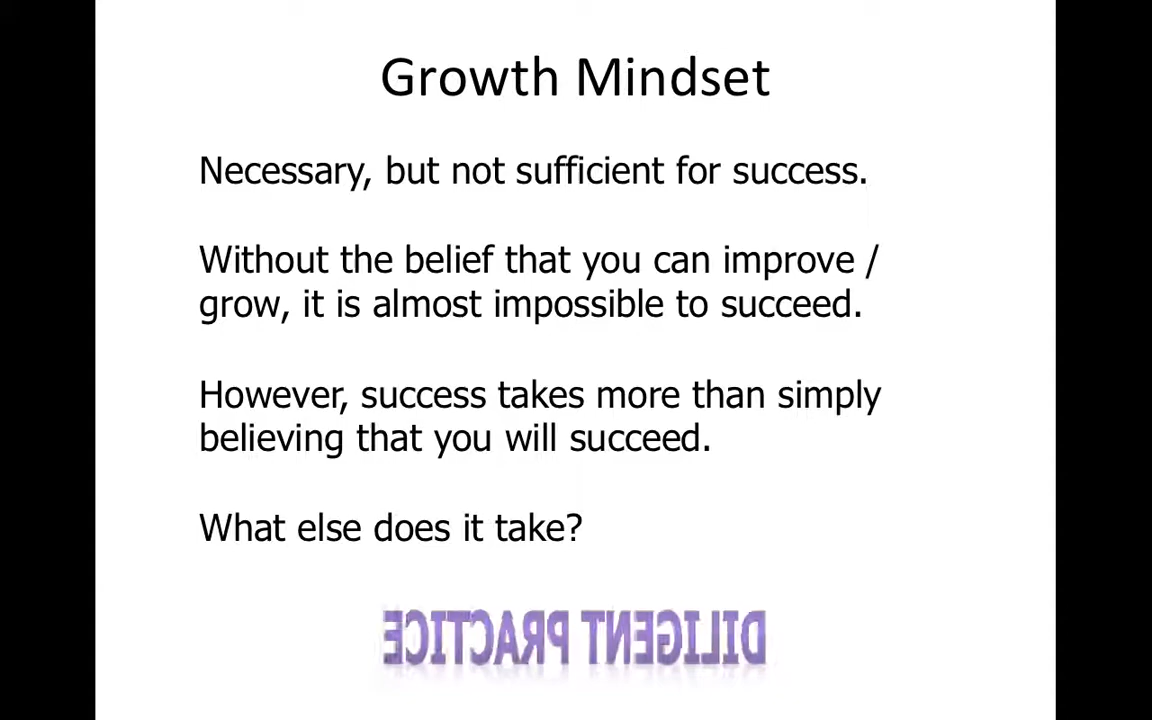 Growth Mindset
Necessary, but not sufficient for success.
Without the belief that you can improve /
grow, it is almost impossible to succeed.
However, success takes more than simply
believing that you will succeed.
What else does it take?
DILIGENT PRACTICE